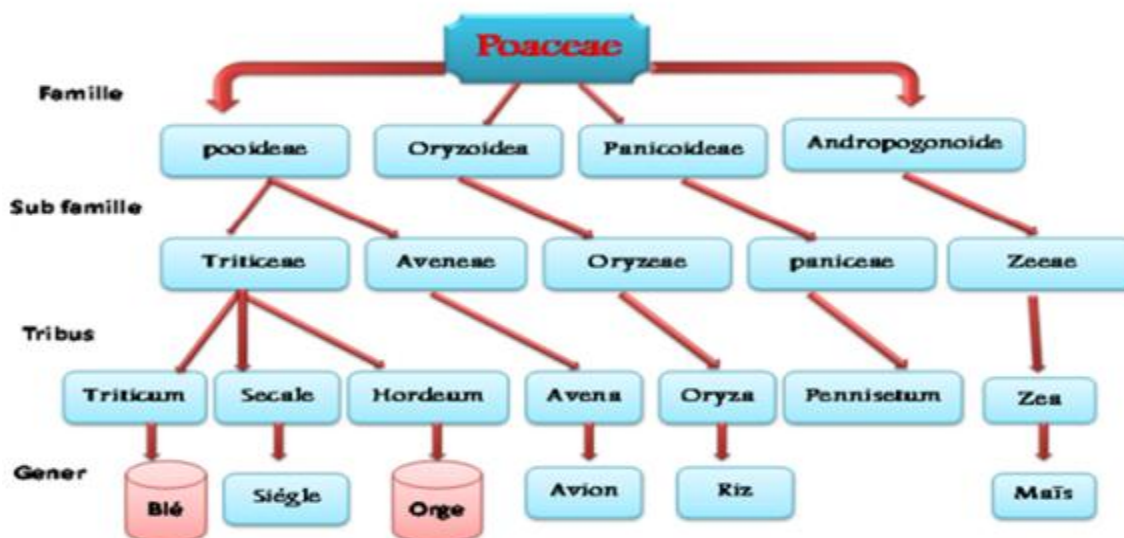 Poaceae
Famille
pooideae Oryzoidea Panicoideae Andropogonoide
Sub famille
Triticeae Aveneae Oryzeae paniceae Zeeae
Tribus
Triticum Secale Hordeum Avena Oryza Pennisetum Zea
Gener
Blé Siégle Orge Avion Riz Maïs